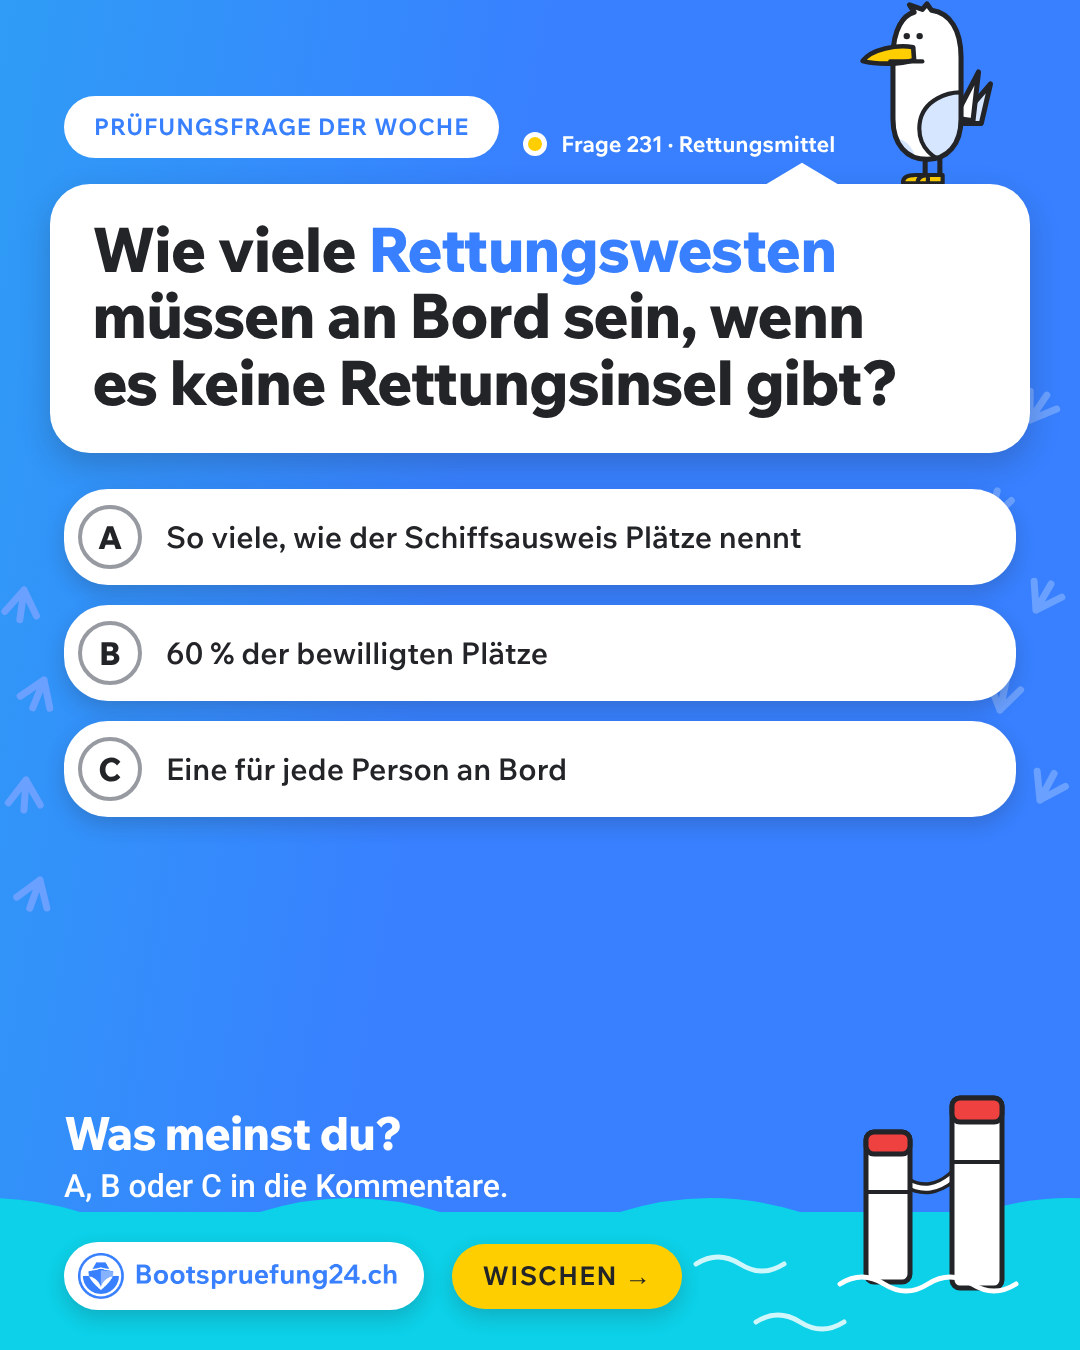 PRÜFUNGSFRAGE DER WOCHE
Frage 231 · Rettungsmittel
Wie viele Rettungswesten
müssen an Bord sein, wenn
es keine Rettungsinsel gibt?
A So viele, wie der Schiffsausweis Plätze nennt
B 60 % der bewilligten Plätze
C Eine für jede Person an Bord
Was meinst du?
A, B oder C in die Kommentare.
Bootspruefung24.ch
WISCHEN →